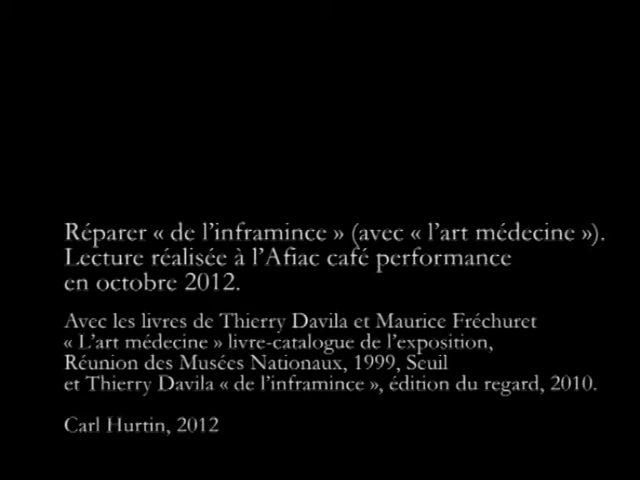 Réparer « de l’inframince » (avec « l’art médecine »).
Lecture réalisée à l’Afiac café performance
en octobre 2012.
Avec les livres de Thierry Davila et Maurice Fréchuret
« L’art médecine » livre-catalogue de l’exposition,
Réunion des Musées Nationaux, 1999, Seuil
et Thierry Davila « de l’inframince », édition du regard, 2010.
Carl Hurtin, 2012